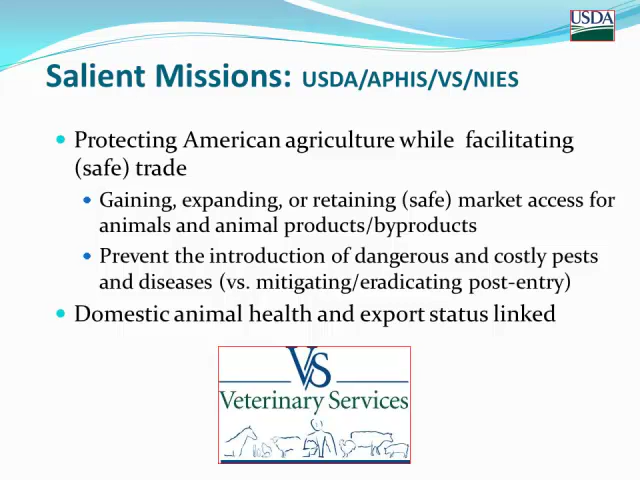 USDA
Salient Missions: USDA/APHIS/VS/NIES
Protecting American agriculture while facilitating
(safe) trade
Gaining, expanding, or retaining (safe) market access for
animals and animal products/byproducts
Prevent the introduction of dangerous and costly pests
and diseases (vs. mitigating/eradicating post-entry)
Domestic animal health and export status linked
VS
Veterinary Services